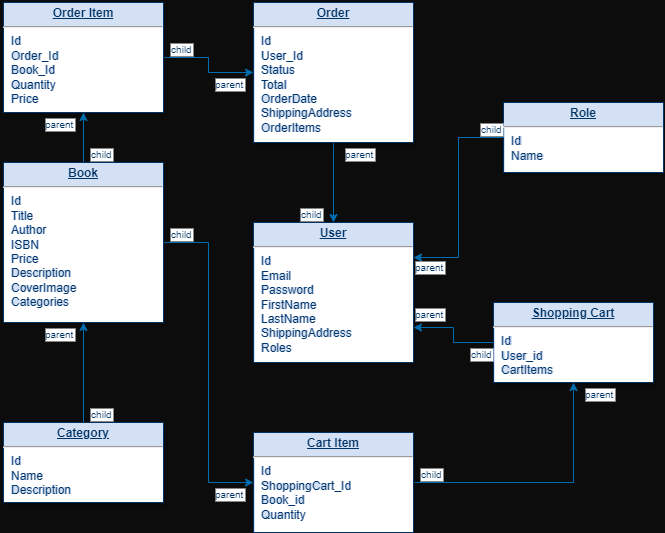 Order Item
Id
Order_Id
Book_Id
Quantity
Price
child
parent
Order
Id
User_Id
Status
Total
OrderDate
ShippingAddress
OrderItems
Role
Id
Name
child
parent
parent
child
parent
child
Book
Id
Title
Author
ISBN
Price
Description
CoverImage
Categories
child
User
Id
Email
Password
FirstName
LastName
ShippingAddress
Roles
parent
Shopping Cart
Id
User_id
CartItems
child
parent
parent
child
Category
Id
Name
Description
Cart Item
Id
ShoppingCart_Id
Book_id
Quantity
child
parent